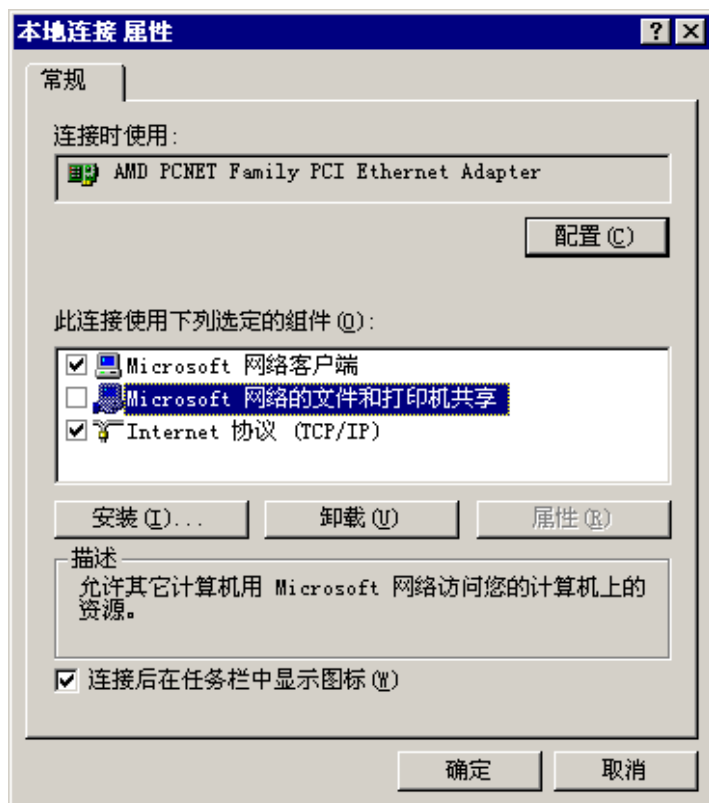 本地连接 属性
常规
连接时使用:
AMD PCNET Family PCI Ethernet Adapter
配置(C)
此连接使用下列选定的组件(O):
Microsoft 网络客户端
Microsoft 网络的文件和打印机共享
Internet 协议 (TCP/IP)
安装(I)... 卸载(U) 属性(R)
描述
允许其它计算机用 Microsoft 网络访问您的计算机上的
资源。
连接后在任务栏中显示图标(W)
确定 取消